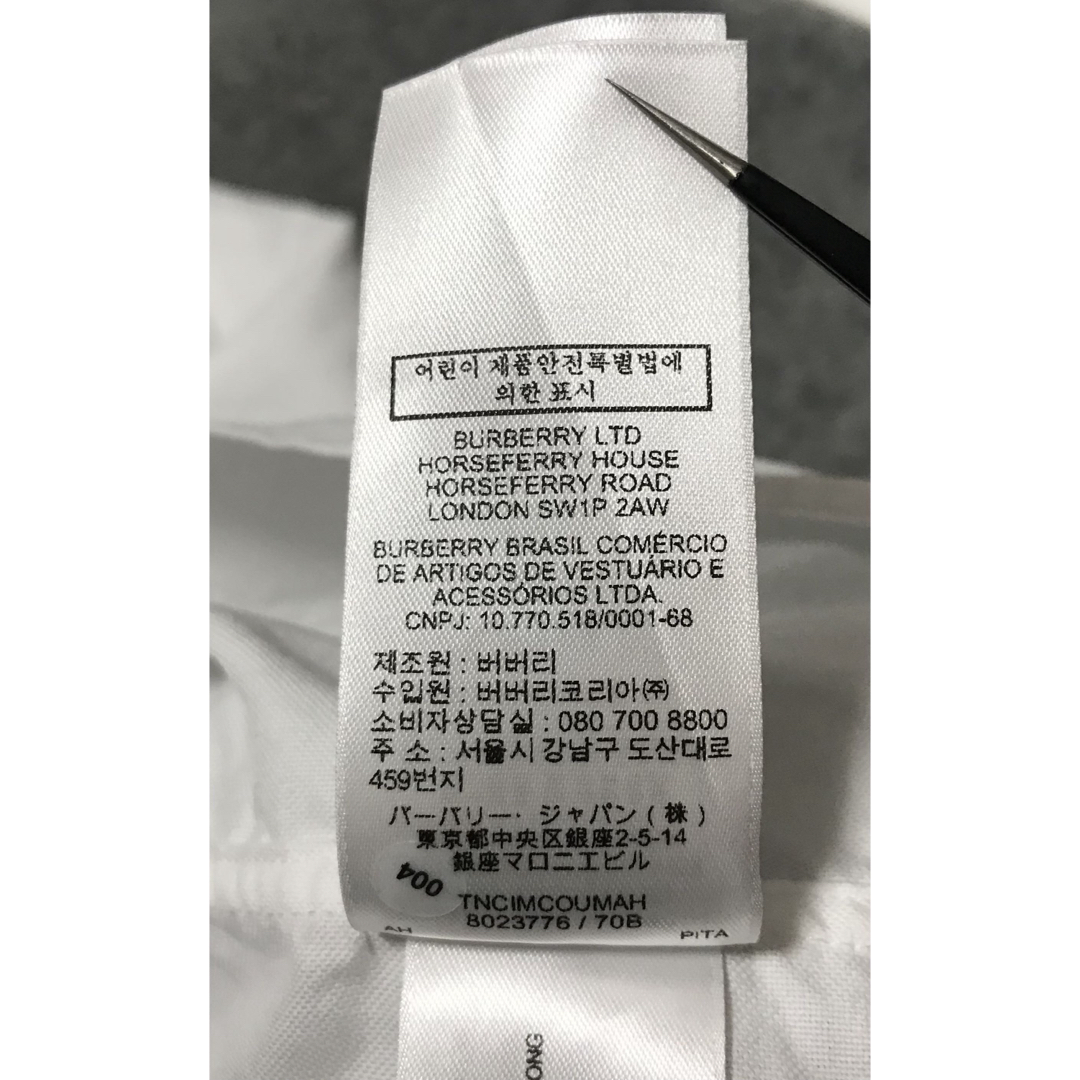 어린이 제품안전특별법에
의한 표시
BURBERRY LTD
HORSEFERRY HOUSE
HORSEFERRY ROAD
LONDON SW1P 2AW
BURBERRY BRASIL COMÉRCIO
DE ARTIGOS DE VESTUÁRIO E
ACESSÓRIOS LTDA.
CNPJ: 10.770.518/0001-68
제조원 : 버버리
수입원 : 버버리코리아㈜
소비자상담실 : 080 700 8800
주 소 : 서울시 강남구 도산대로
459번지
バーバリー・ジャパン(株)
東京都中央区銀座2-5-14
銀座マロニエビル
004
TNCIMCOUMAH
8023776 / 70B
AH PITA
ONG